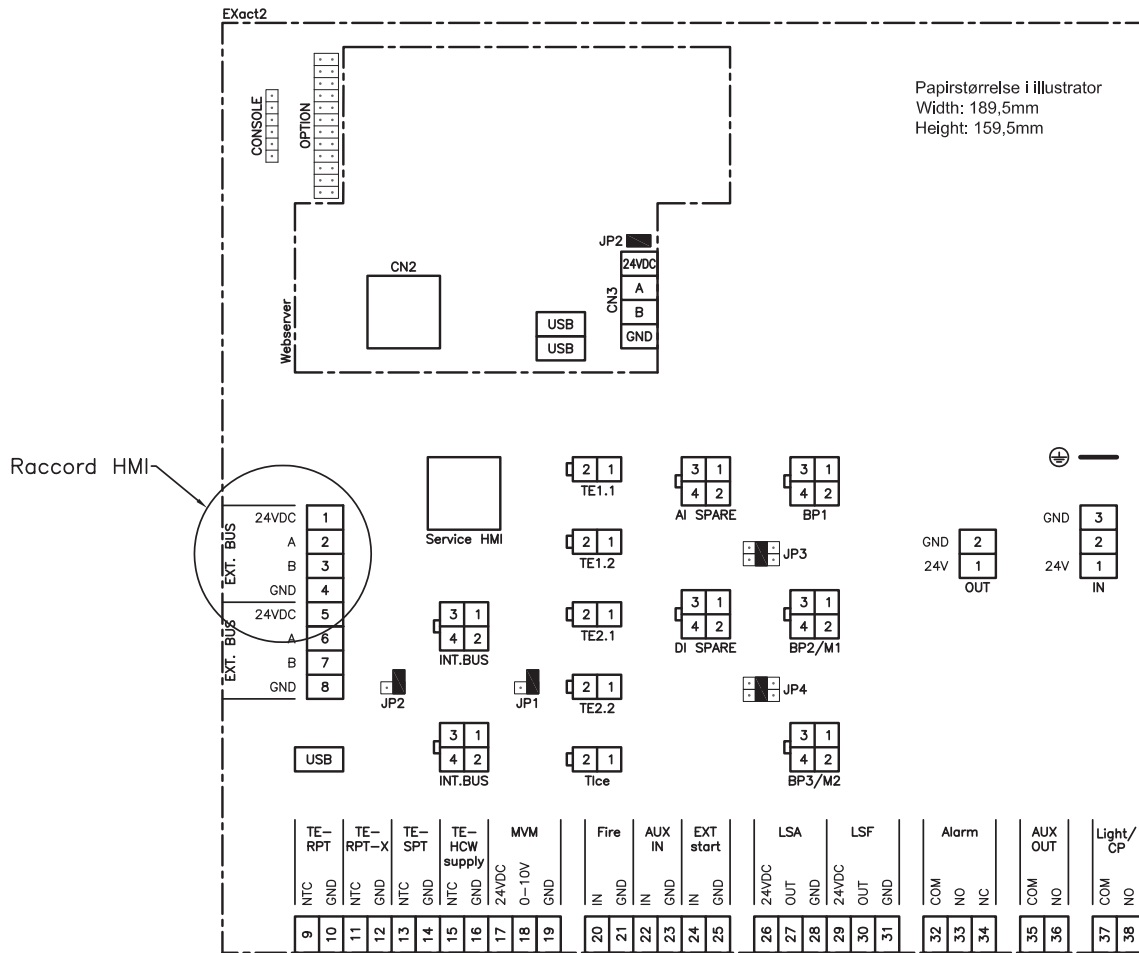 EXact2
Papirstørrelse i illustrator
Width: 189,5mm
Height: 159,5mm
CONSOLE
OPTION
Webserver
CN2
JP2
CN3
24VDC
A
B
GND
USB
USB
Raccord HMI
EXT. BUS
24VDC 1
A 2
B 3
GND 4
EXT. BUS
24VDC 5
A 6
B 7
GND 8
USB
Service HMI
3 1
4 2
INT.BUS
JP2
JP1
3 1
4 2
INT.BUS
2 1
TE1.1
2 1
TE1.2
2 1
TE2.1
2 1
TE2.2
2 1
TIce
3 1
4 2
AI SPARE
3 1
4 2
DI SPARE
3 1
4 2
BP1
JP3
3 1
4 2
BP2/M1
JP4
3 1
4 2
BP3/M2
GND 2
24V 1
OUT
GND 3
2
24V 1
IN
TE-
RPT
NTC 9
GND 10
TE-
RPT-X
NTC 11
GND 12
TE-
SPT
NTC 13
GND 14
TE-
HCW
supply
NTC 15
GND 16
MVM
24VDC 17
0-10V 18
GND 19
Fire
IN 20
GND 21
AUX
IN
IN 22
GND 23
EXT
start
IN 24
GND 25
LSA
24VDC 26
OUT 27
GND 28
LSF
24VDC 29
OUT 30
GND 31
Alarm
COM 32
NO 33
NC 34
AUX
OUT
COM 35
NO 36
Light/
CP
COM 37
NO 38